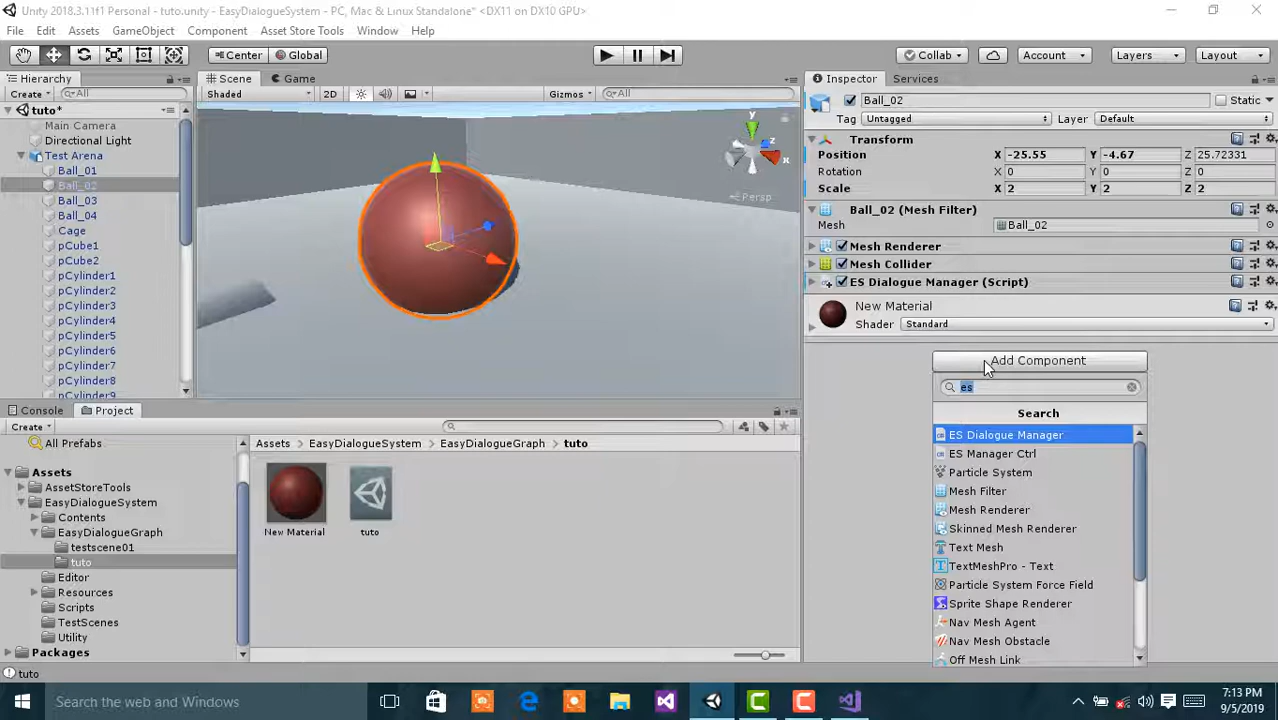 Unity 2018.3.11f1 Personal - tuto.unity - EasyDialogueSystem - PC, Mac & Linux Standalone* <DX11 on DX10 GPU>
File Edit Assets GameObject Component Asset Store Tools Window Help
Center Global Collab Account Layers Layout
Hierarchy Scene Game Inspector Services
Create All Shaded 2D Gizmos All
Ball_02 Static
tuto*
Tag Untagged Layer Default
Main Camera
Directional Light
Test Arena
Ball_01
Ball_02
Ball_03
Ball_04
Cage
pCube1
pCube2
pCylinder1
pCylinder2
pCylinder3
pCylinder4
pCylinder5
pCylinder6
pCylinder7
pCylinder8
pCylinder9
y
z
x
Persp
Transform
Position X -25.55 Y -4.67 Z 25.72331
Rotation X 0 Y 0 Z 0
Scale X 2 Y 2 Z 2
Ball_02 (Mesh Filter)
Mesh Ball_02
Mesh Renderer
Mesh Collider
ES Dialogue Manager (Script)
New Material
Shader Standard
Add Component
es
Search
ES Dialogue Manager
ES Manager Ctrl
Particle System
Mesh Filter
Mesh Renderer
Skinned Mesh Renderer
Text Mesh
TextMeshPro - Text
Particle System Force Field
Sprite Shape Renderer
Nav Mesh Agent
Nav Mesh Obstacle
Off Mesh Link
Console Project
Create
All Prefabs
Assets
AssetStoreTools
EasyDialogueSystem
Contents
EasyDialogueGraph
testscene01
tuto
Editor
Resources
Scripts
TestScenes
Utility
Packages
Assets EasyDialogueSystem EasyDialogueGraph tuto
New Material tuto
tuto
Search the web and Windows
7:13 PM
9/5/2019